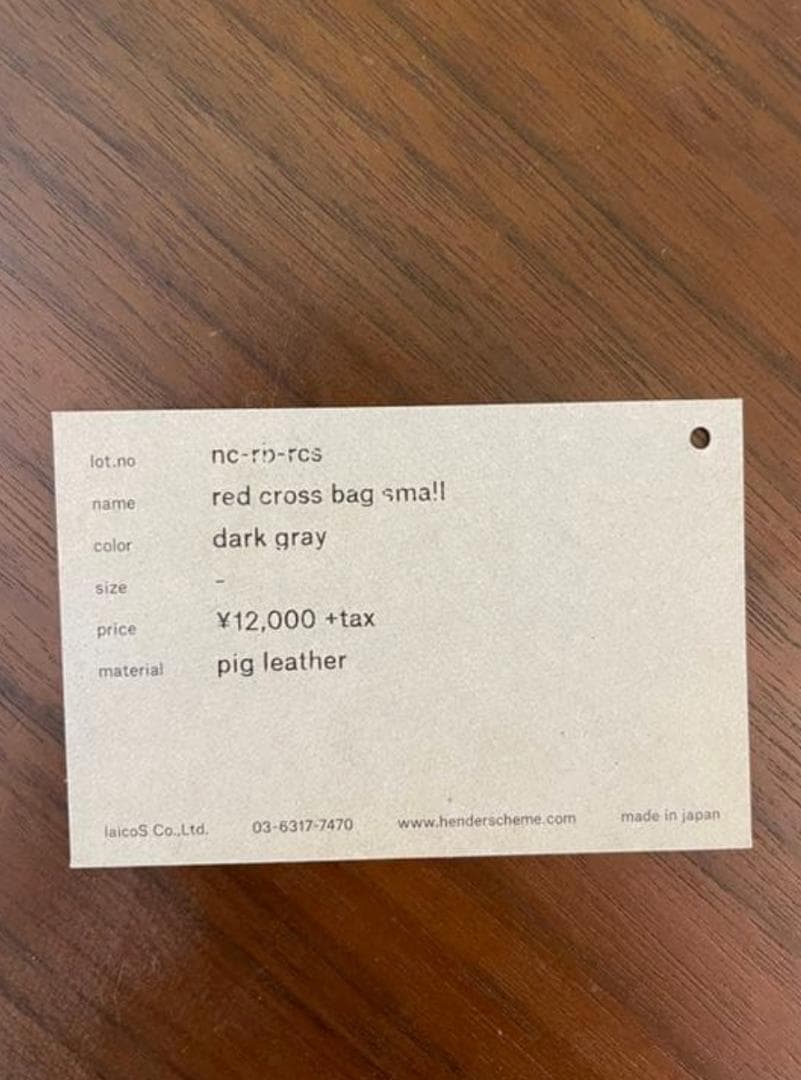 lot.no nc-rb-rcs
name red cross bag small
color dark gray
size -
price ¥12,000 +tax
material pig leather
laicoS Co.,Ltd. 03-6317-7470 www.henderscheme.com made in japan